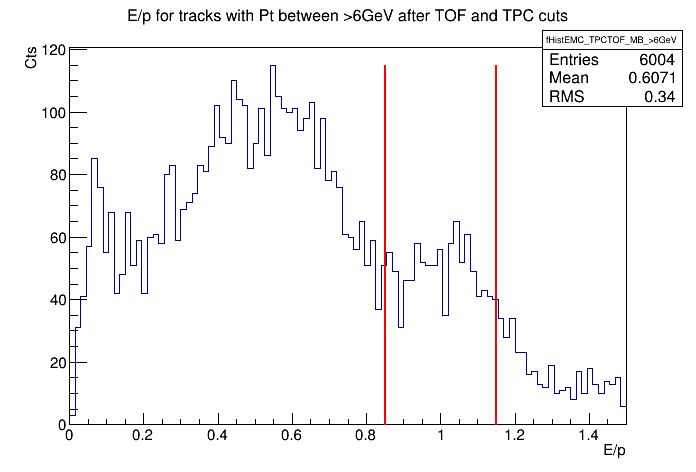 E/p for tracks with Pt between >6GeV after TOF and TPC cuts
fHistEMC_TPCTOF_MB_>6GeV
Entries 6004
Mean 0.6071
RMS 0.34
Cts
120
100
80
60
40
20
0
0 0.2 0.4 0.6 0.8 1 1.2 1.4
E/p